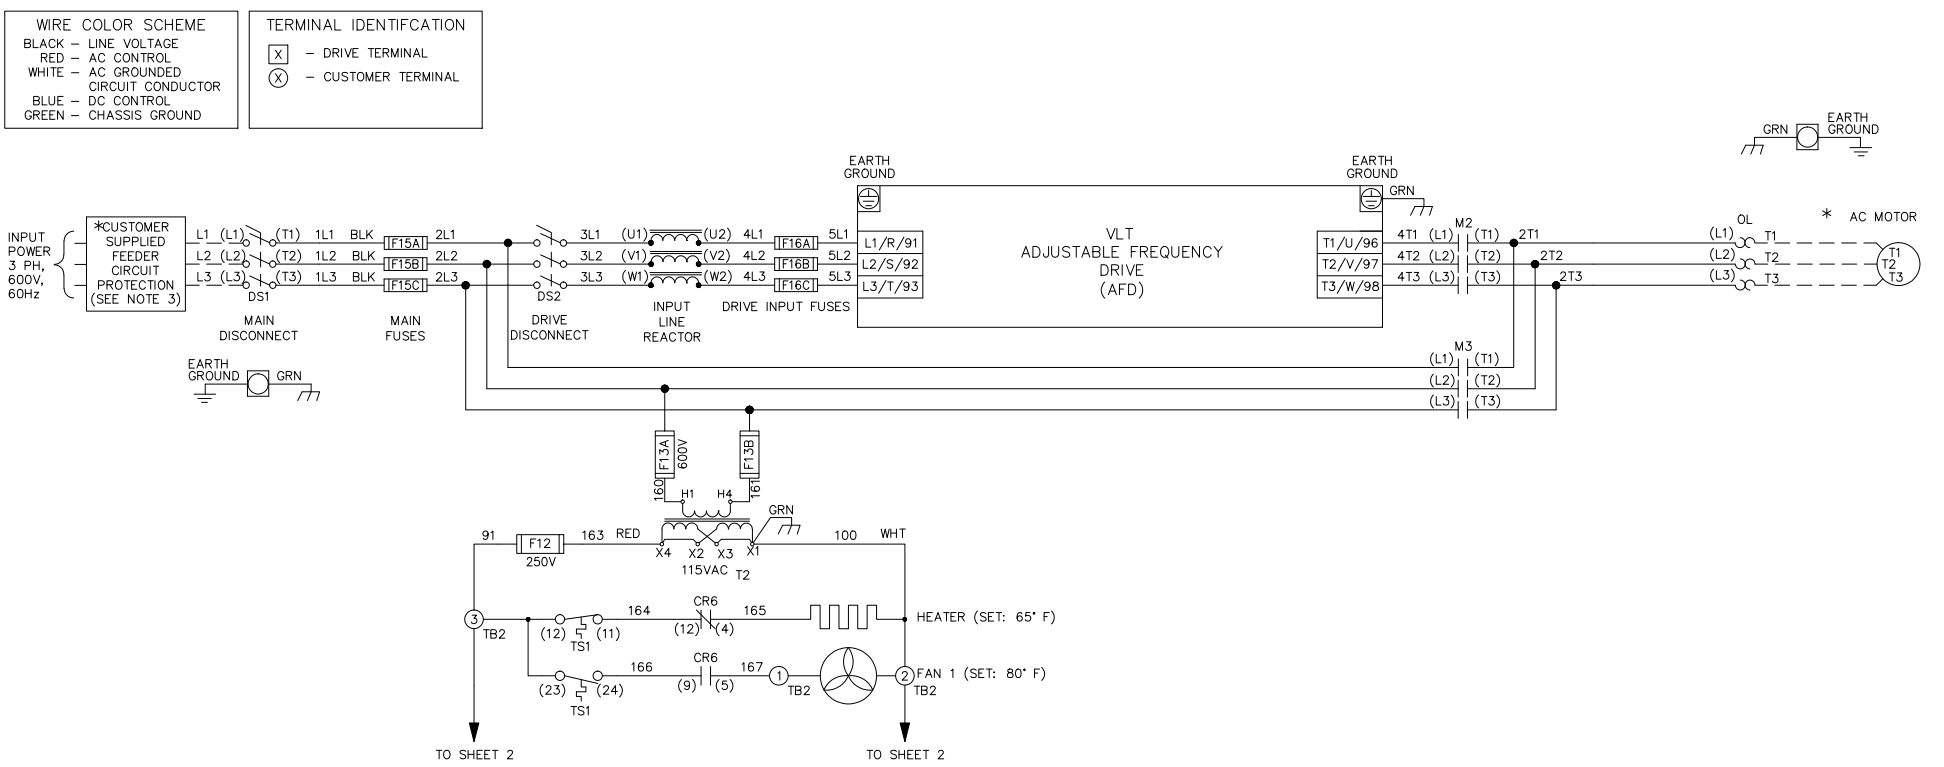 WIRE COLOR SCHEME
BLACK – LINE VOLTAGE
RED – AC CONTROL
WHITE – AC GROUNDED
CIRCUIT CONDUCTOR
BLUE – DC CONTROL
GREEN – CHASSIS GROUND
TERMINAL IDENTIFCATION
X – DRIVE TERMINAL
X – CUSTOMER TERMINAL
GRN
EARTH
GROUND
INPUT
POWER
3 PH,
600V,
60Hz
*CUSTOMER
SUPPLIED
FEEDER
CIRCUIT
PROTECTION
(SEE NOTE 3)
L1 (L1) (T1) 1L1 BLK F15A 2L1
L2 (L2) (T2) 1L2 BLK F15B 2L2
L3 (L3) (T3) 1L3 BLK F15C 2L3
DS1
MAIN
DISCONNECT
MAIN
FUSES
3L1 (U1) (U2) 4L1 F16A 5L1
3L2 (V1) (V2) 4L2 F16B 5L2
3L3 (W1) (W2) 4L3 F16C 5L3
DS2
DRIVE
DISCONNECT
INPUT
LINE
REACTOR
DRIVE INPUT FUSES
EARTH
GROUND
EARTH
GROUND
GRN
L1/R/91
L2/S/92
L3/T/93
VLT
ADJUSTABLE FREQUENCY
DRIVE
(AFD)
T1/U/96
T2/V/97
T3/W/98
M2
4T1 (L1) (T1) 2T1
4T2 (L2) (T2) 2T2
4T3 (L3) (T3) 2T3
OL
(L1) T1
(L2) T2
(L3) T3
* AC MOTOR
T1
T2
T3
EARTH
GROUND
GRN
M3
(L1) (T1)
(L2) (T2)
(L3) (T3)
F13A
600V
F13B
160
161
H1 H4
GRN
91
F12
250V
163 RED
X4 X2 X3 X1
115VAC T2
100 WHT
3
TB2
(12) (11)
TS1
164
CR6
(12) (4)
165
HEATER (SET: 65° F)
(23) (24)
TS1
166
CR6
(9) (5)
167
1
TB2
2
TB2
FAN 1 (SET: 80° F)
TO SHEET 2
TO SHEET 2